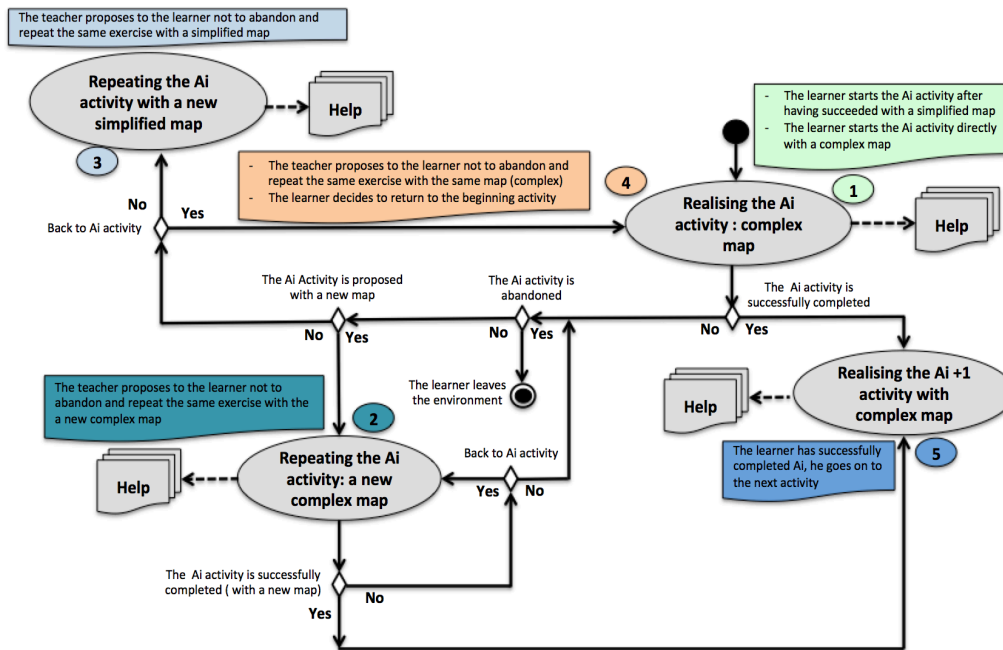 The teacher proposes to the learner not to abandon and
repeat the same exercise with a simplified map
Repeating the Ai
activity with a new
simplified map
Help
3
- The learner starts the Ai activity after
having succeeded with a simplified map
- The learner starts the Ai activity directly
with a complex map
- The teacher proposes to the learner not to abandon and
repeat the same exercise with the same map (complex)
- The learner decides to return to the beginning activity
4
1
Realising the Ai
activity : complex
map
Help
No
Yes
Back to Ai activity
The Ai Activity is proposed
with a new map
No
Yes
The Ai activity is
abandoned
No
Yes
The Ai activity is
successfully completed
No
Yes
The learner leaves
the environment
Realising the Ai +1
activity with
complex map
Help
5
The learner has successfully
completed Ai, he goes on to
the next activity
The teacher proposes to the learner not to
abandon and repeat the same exercise with the
a new complex map
2
Repeating the Ai
activity: a new
complex map
Help
Back to Ai activity
Yes
No
The Ai activity is successfully
completed ( with a new map)
No
Yes